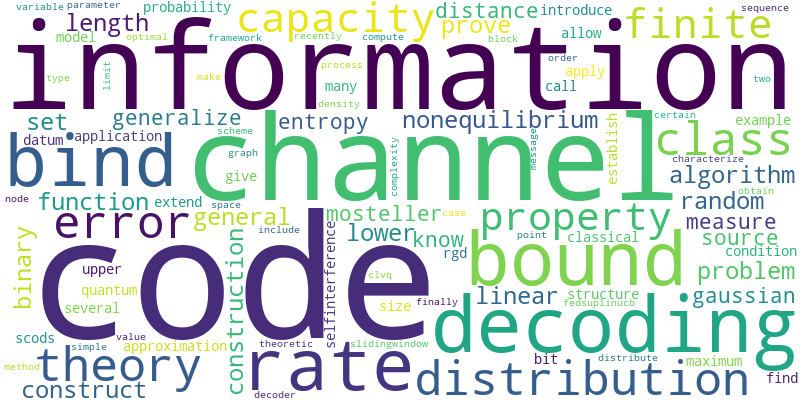 variable parameter probability capacity distance introduce sequence
length prove finite
model optimal framework recently compute block allow order
information
type limit process make many density call apply two
set generalize entropy nonequilibrium certain example
datum application class
bind channel
scheme graph give complexity message establish characterize
algorithm
node function extend space obtain random
error general mosteller property measure
case include know point classical source condition
binary lower rgd
upper quantum code selfinterference clvq bound problem
several construction size linear structure gaussian
finally fedsuplinucb
scods decoding
value approximation slidingwindow
simple theoretic bit distribute maximum
method theory rate distribution find
construct decoder